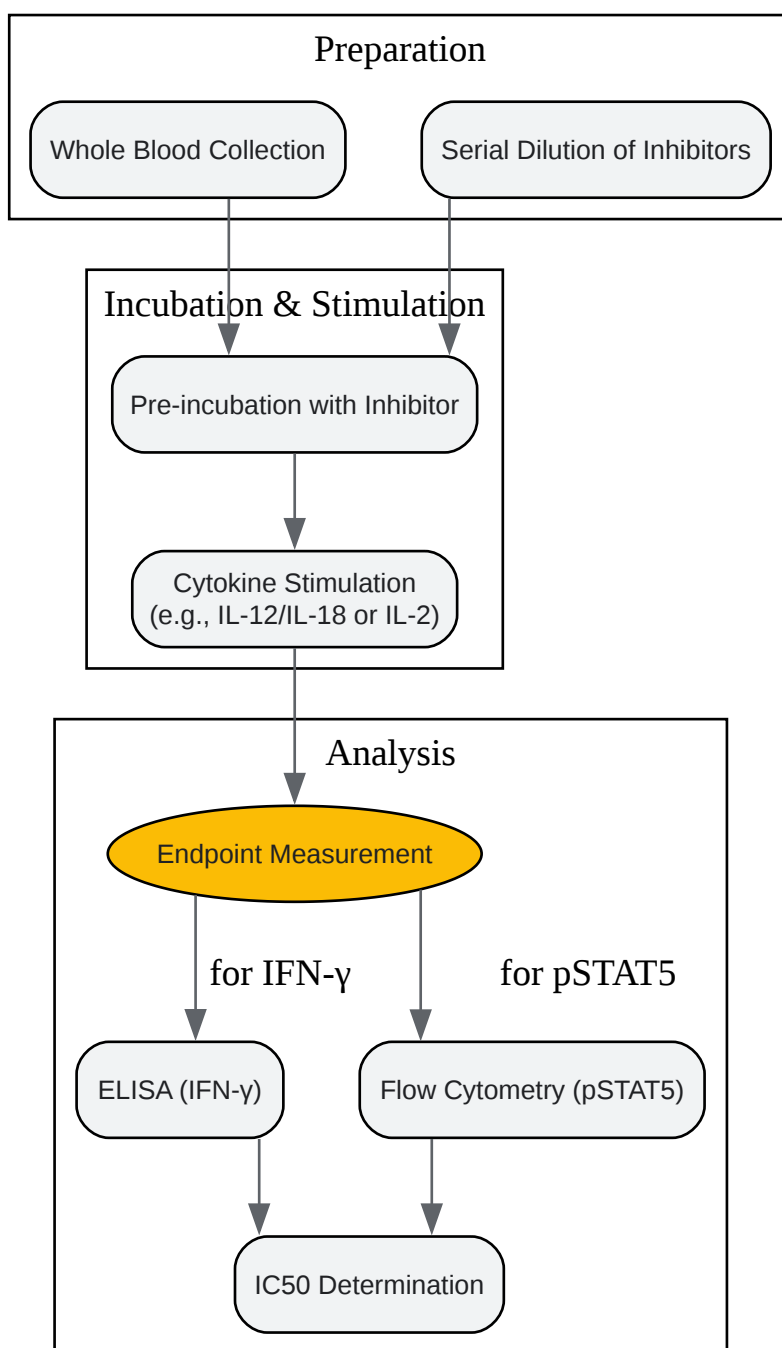 Preparation
Whole Blood Collection
Serial Dilution of Inhibitors
Incubation & Stimulation
Pre-incubation with Inhibitor
Cytokine Stimulation
(e.g., IL-12/IL-18 or IL-2)
Analysis
Endpoint Measurement
for IFN-γ
for pSTAT5
ELISA (IFN-γ)
Flow Cytometry (pSTAT5)
IC50 Determination